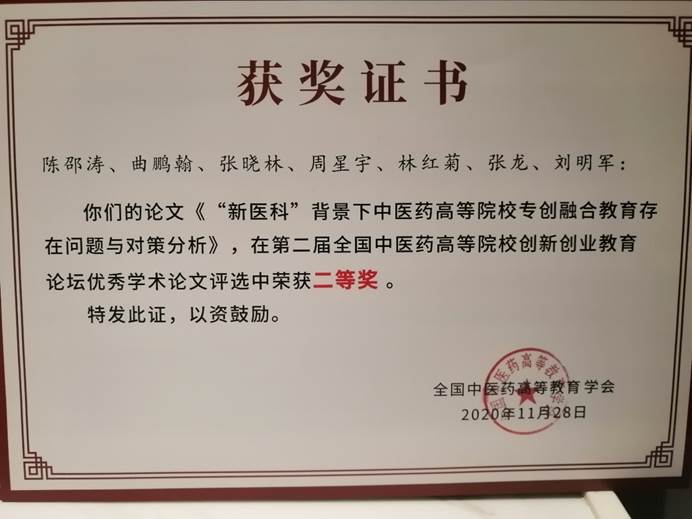 获奖证书
陈邵涛、曲鹏翰、张晓林、周星宇、林红菊、张龙、刘明军：
你们的论文《“新医科”背景下中医药高等院校专创融合教育存
在问题与对策分析》，在第二届全国中医药高等院校创新创业教育
论坛优秀学术论文评选中荣获二等奖。
特发此证，以资鼓励。
全国中医药高等教育学会
2020年11月28日